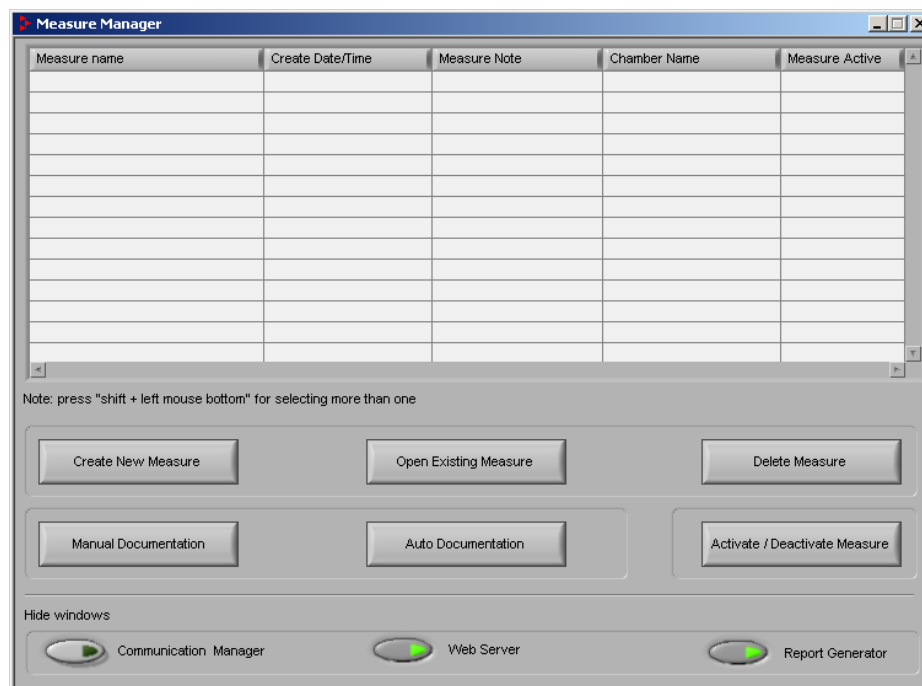 Measure Manager
Measure name Create Date/Time Measure Note Chamber Name Measure Active
Note: press "shift + left mouse bottom" for selecting more than one
Create New Measure Open Existing Measure Delete Measure
Manual Documentation Auto Documentation Activate / Deactivate Measure
Hide windows
Communication Manager Web Server Report Generator